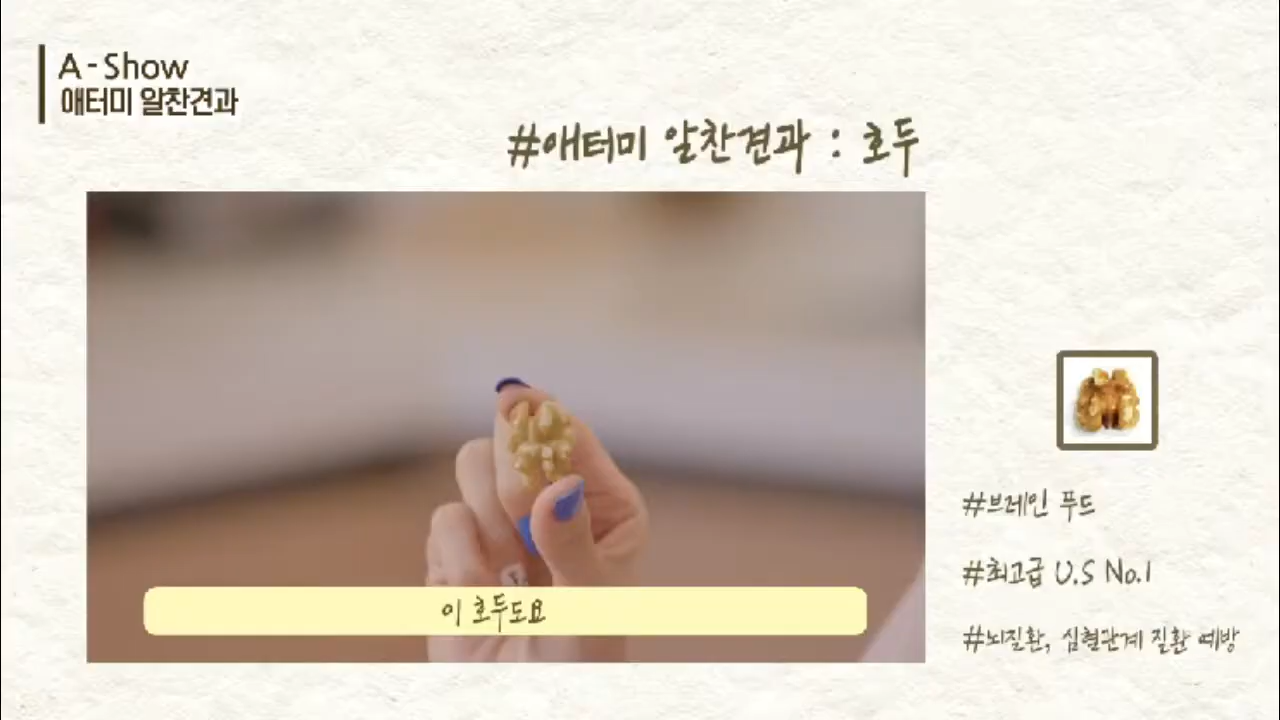 A-Show
애터미 알찬견과
#애터미 알찬견과 : 호두
#브레인 푸드
#최고급 U.S No.1
#뇌질환, 심혈관계 질환 예방
이 호두도요